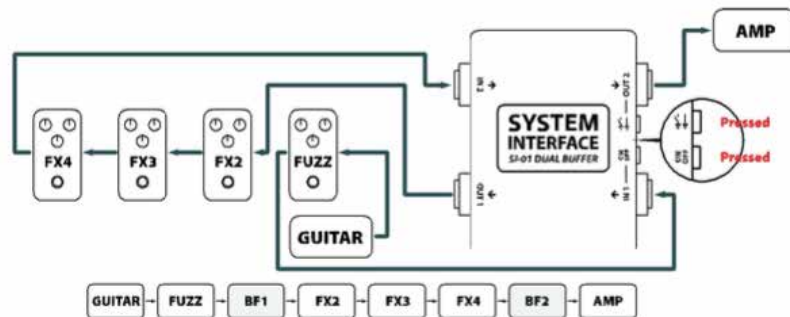 AMP
IN 2
OUT 2
SYSTEM
INTERFACE
SI-01 DUAL BUFFER
Pressed
Pressed
FX4
FX3
FX2
FUZZ
OUT 1
IN 1
GUITAR
GUITAR
FUZZ
BF1
FX2
FX3
FX4
BF2
AMP